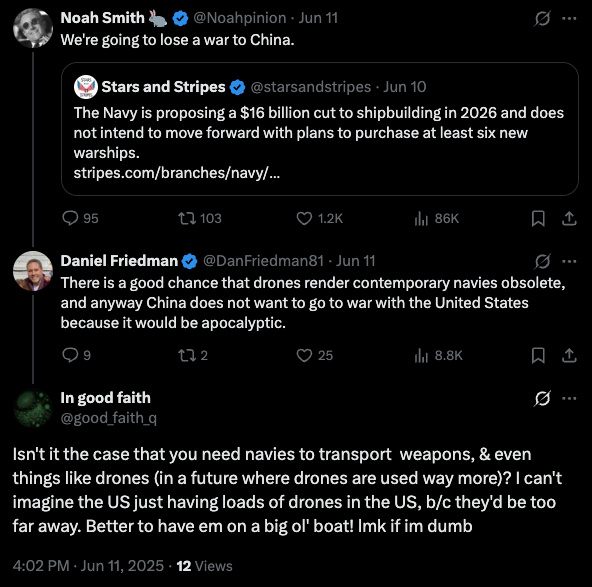 Noah Smith 🐇 @Noahpinion · Jun 11
We're going to lose a war to China.
Stars and Stripes @starsandstripes · Jun 10
The Navy is proposing a $16 billion cut to shipbuilding in 2026 and does
not intend to move forward with plans to purchase at least six new
warships.
stripes.com/branches/navy/...
95 103 1.2K 86K
Daniel Friedman @DanFriedman81 · Jun 11
There is a good chance that drones render contemporary navies obsolete,
and anyway China does not want to go to war with the United States
because it would be apocalyptic.
9 2 25 8.8K
In good faith
@good_faith_q
Isn't it the case that you need navies to transport  weapons, & even
things like drones (in a future where drones are used way more)? I can't
imagine the US just having loads of drones in the US, b/c they'd be too
far away. Better to have em on a big ol' boat! lmk if im dumb
4:02 PM · Jun 11, 2025 · 12 Views